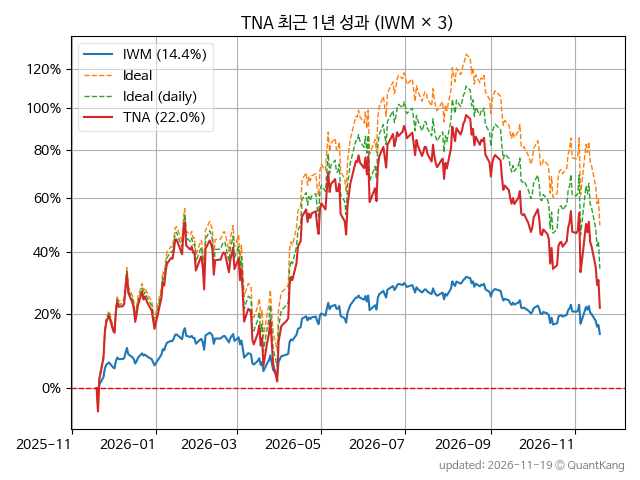 TNA 최근 1년 성과 (IWM × 3)
IWM (14.4%)
Ideal
Ideal (daily)
TNA (22.0%)
120%
100%
80%
60%
40%
20%
0%
2025-11 2026-01 2026-03 2026-05 2026-07 2026-09 2026-11
updated: 2026-11-19 © QuantKang